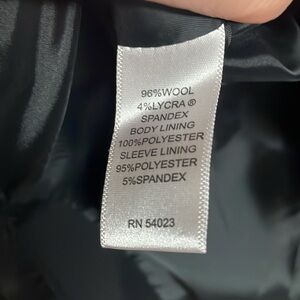 96%WOOL
4%LYCRA®
SPANDEX
BODY LINING
100%POLYESTER
SLEEVE LINING
95%POLYESTER
5%SPANDEX
RN 54023